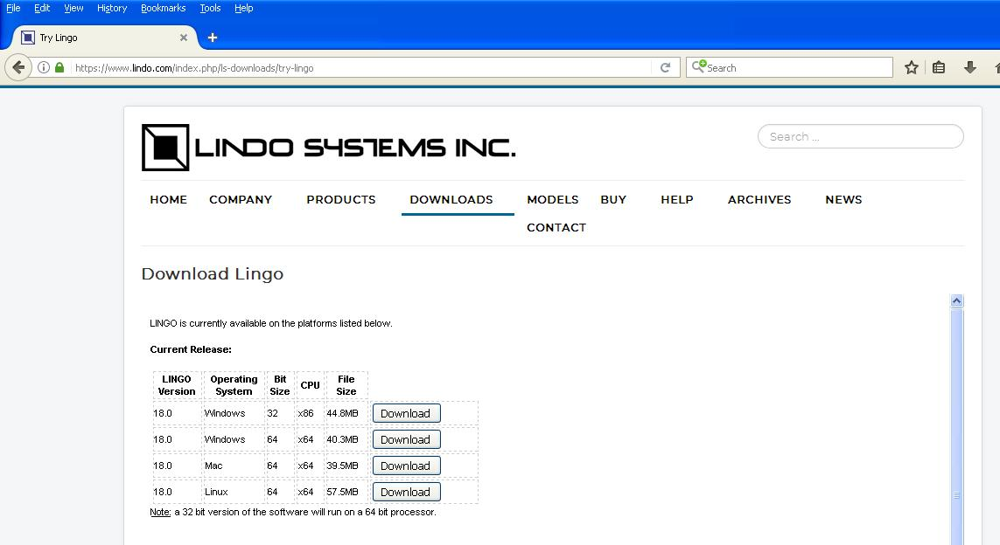 File Edit View History Bookmarks Tools Help
Try Lingo
https://www.lindo.com/index.php/ls-downloads/try-lingo
Search
LINDO SYSTEMS INC.
Search ...
HOME COMPANY PRODUCTS DOWNLOADS MODELS BUY HELP ARCHIVES NEWS
CONTACT
Download Lingo
LINGO is currently available on the platforms listed below.
Current Release:
LINGO Version Operating System Bit Size CPU File Size
18.0 Windows 32 x86 44.8MB Download
18.0 Windows 64 x64 40.3MB Download
18.0 Mac 64 x64 39.5MB Download
18.0 Linux 64 x64 57.5MB Download
Note: a 32 bit version of the software will run on a 64 bit processor.